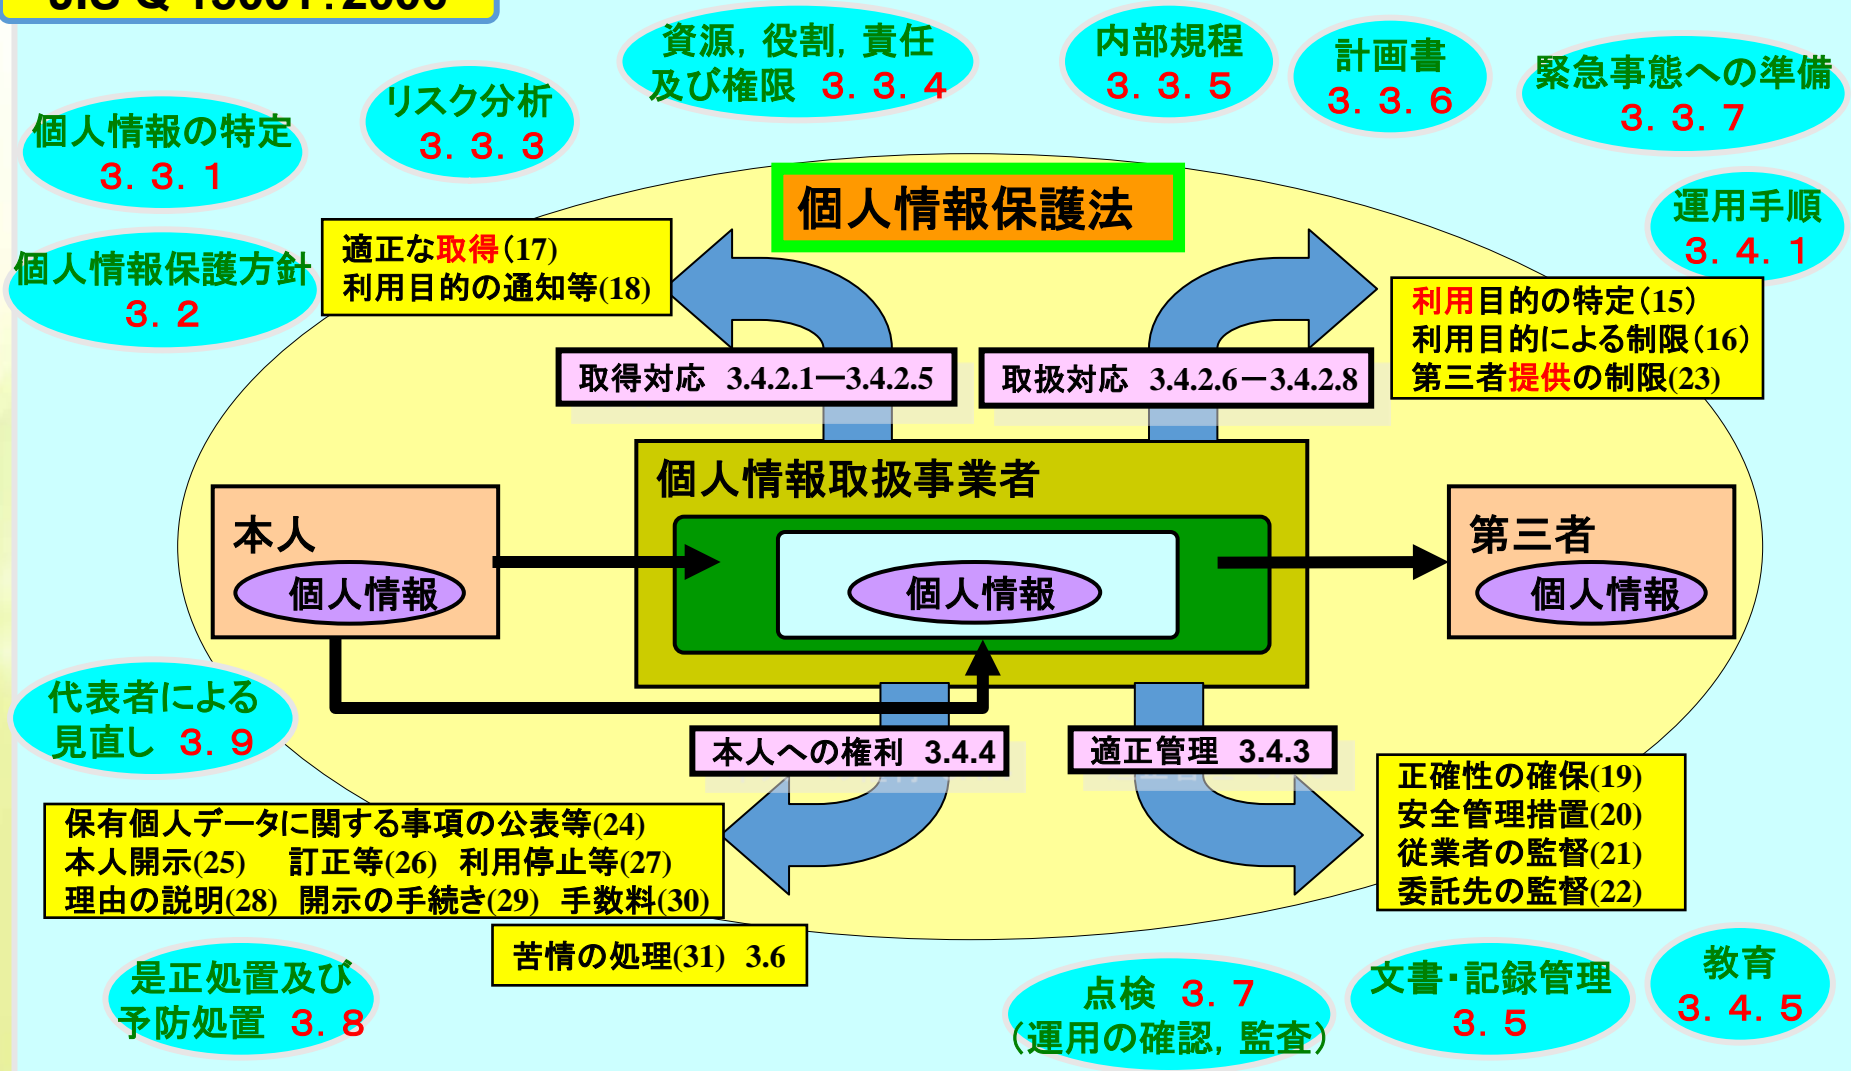 JIS Q 15001:2006
資源, 役割, 責任
及び権限 3.3.4
内部規程
3.3.5
計画書
3.3.6
緊急事態への準備
3.3.7
リスク分析
3.3.3
個人情報の特定
3.3.1
運用手順
3.4.1
個人情報保護方針
3.2
個人情報保護法
適正な取得(17)
利用目的の通知等(18)
利用目的の特定(15)
利用目的による制限(16)
第三者提供の制限(23)
取得対応 3.4.2.1―3.4.2.5
取扱対応 3.4.2.6-3.4.2.8
個人情報取扱事業者
本人
個人情報
個人情報
第三者
個人情報
代表者による
見直し 3.9
本人への権利 3.4.4
適正管理 3.4.3
保有個人データに関する事項の公表等(24)
本人開示(25) 訂正等(26) 利用停止等(27)
理由の説明(28) 開示の手続き(29) 手数料(30)
正確性の確保(19)
安全管理措置(20)
従業者の監督(21)
委託先の監督(22)
苦情の処理(31) 3.6
是正処置及び
予防処置 3.8
点検 3.7
(運用の確認, 監査)
文書・記録管理
3.5
教育
3.4.5